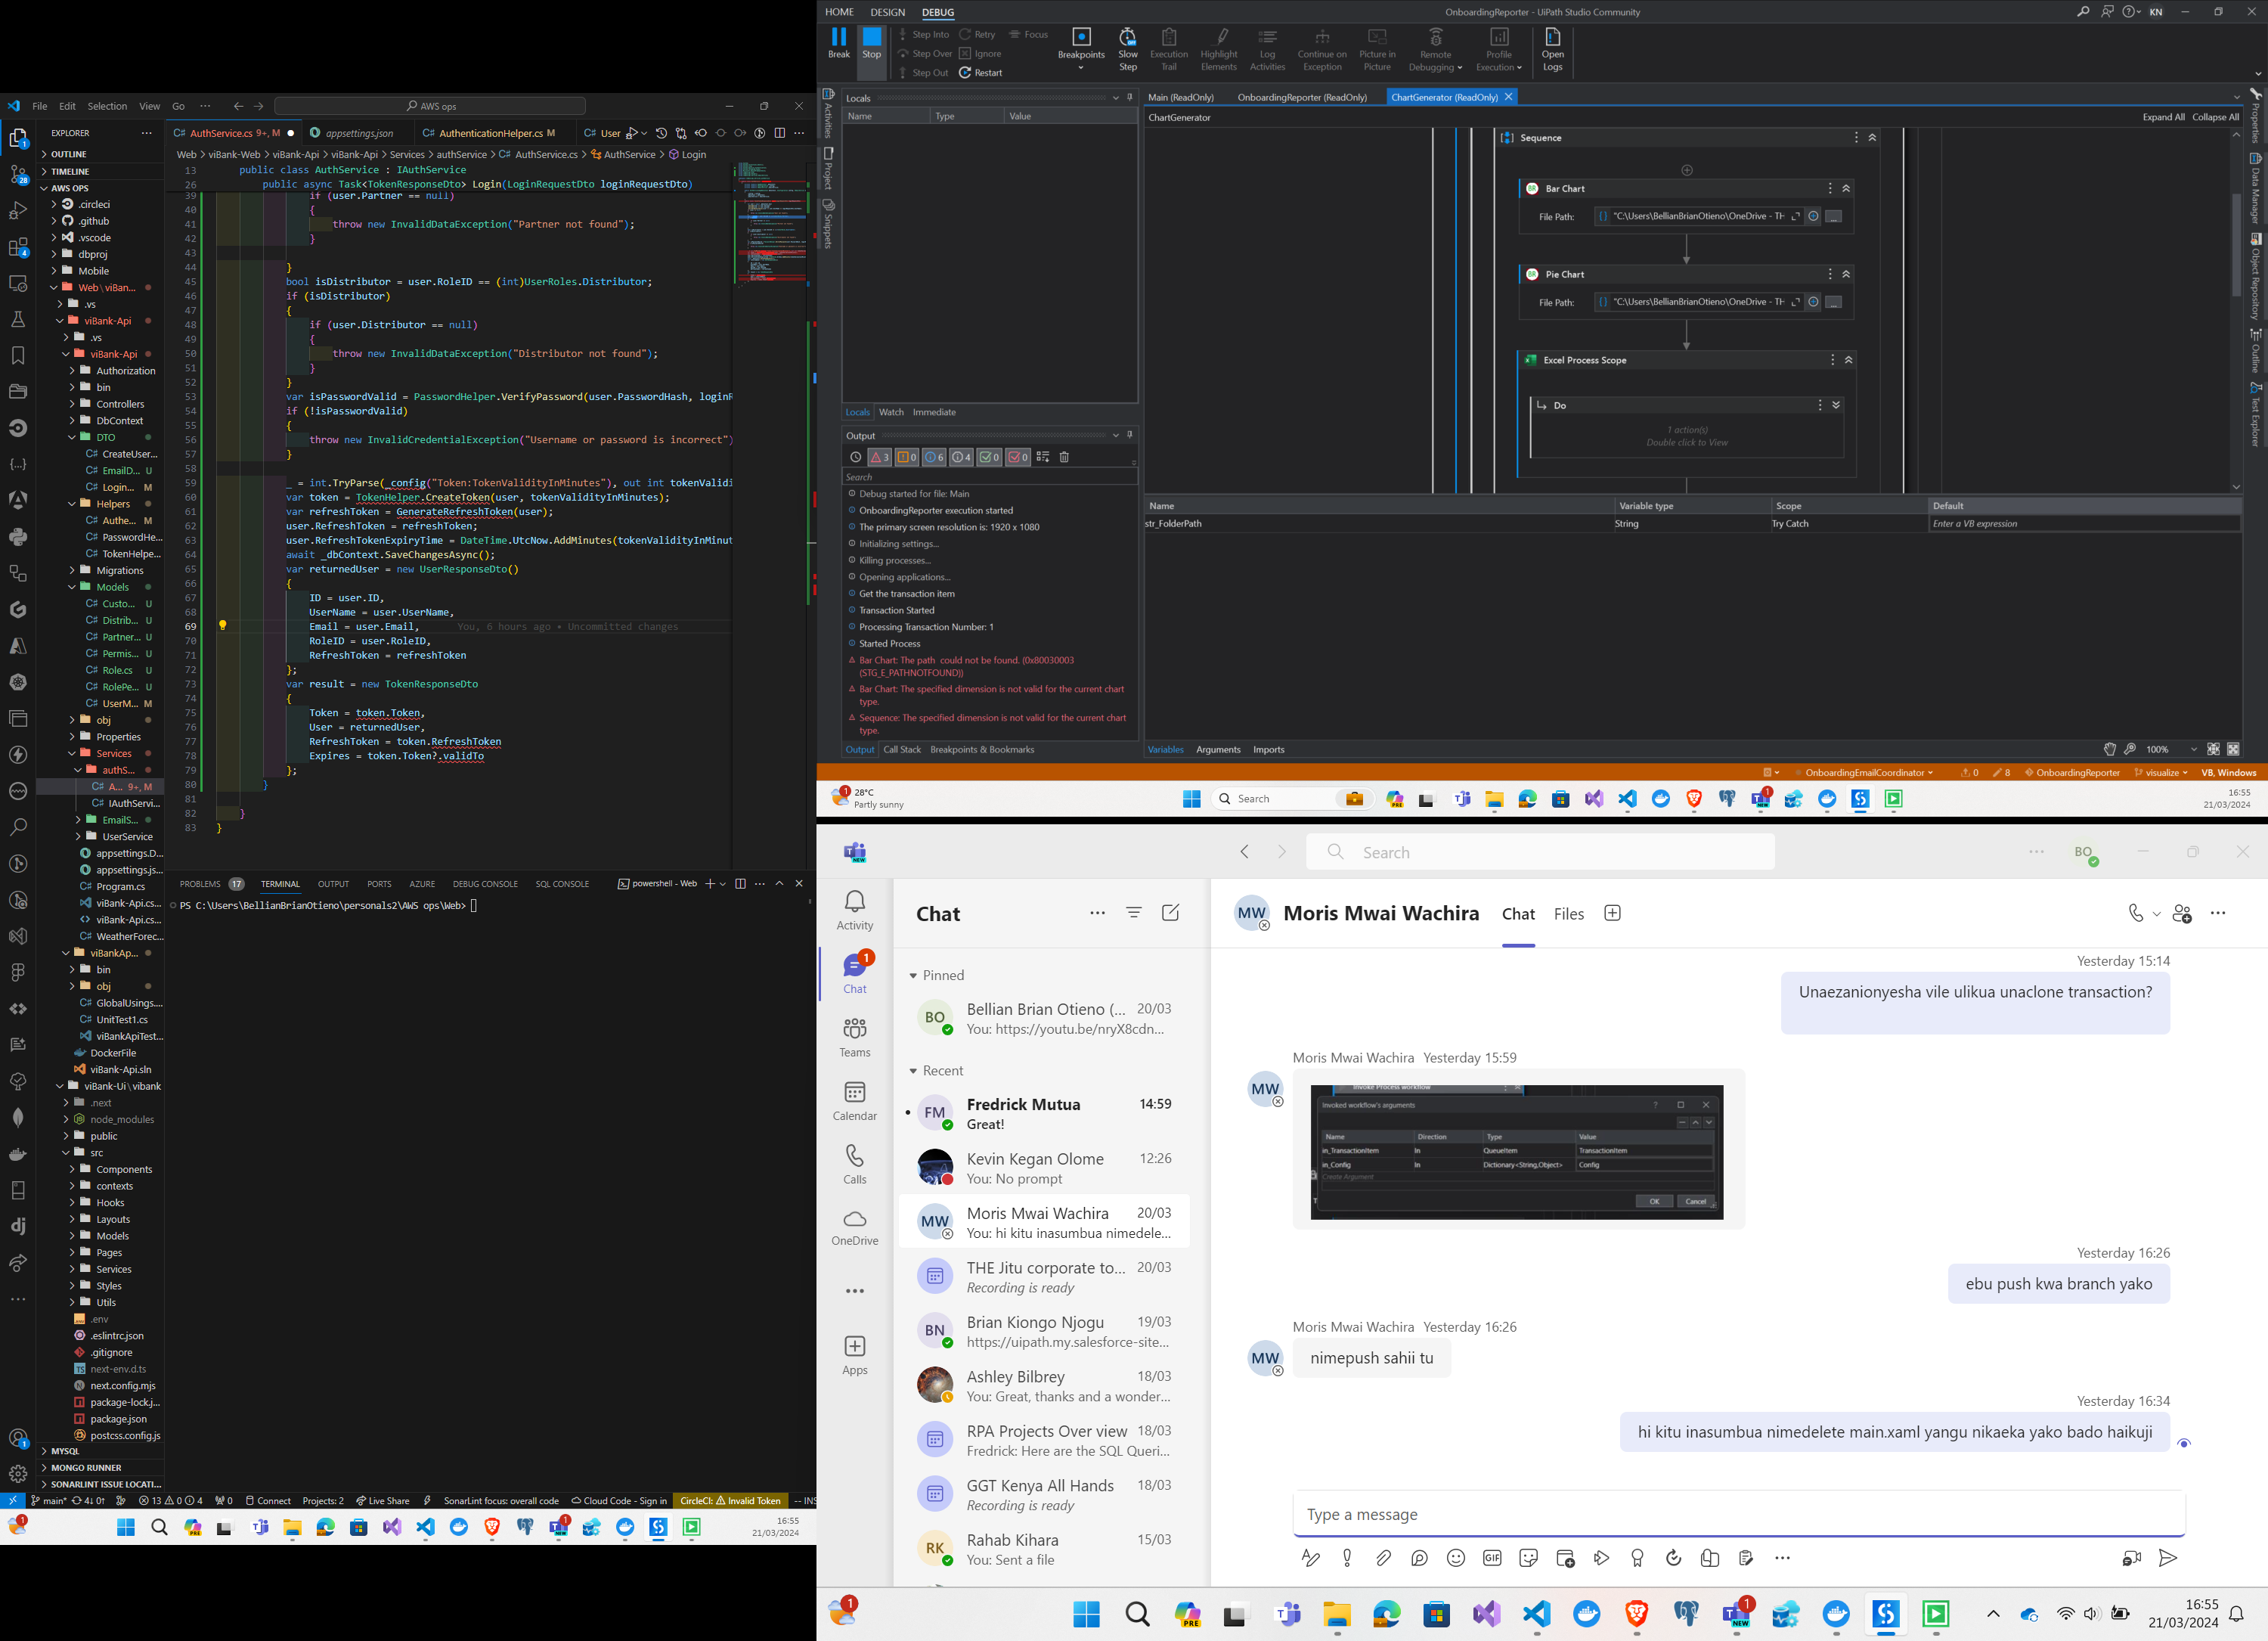 File Edit Selection View Go ··· AWS ops
EXPLORER
OUTLINE
TIMELINE
AWS OPS
.circleci
.github
.vscode
dbproj
Mobile
Web\viBan...
.vs
viBank-Api
.vs
viBank-Api
Authorization
bin
Controllers
DbContext
DTO
CreateUser...
EmailD... U
Login... M
Helpers
Authe... M
PasswordHe...
TokenHelpe...
Migrations
Models
Custo... U
Distrib... U
Partner... U
Permis... U
Role.cs U
RolePe... U
UserM... M
obj
Properties
Services
authS...
A... 9+, M
IAuthServi...
EmailS...
UserService
appsettings.D...
appsettings.js...
Program.cs
viBank-Api.cs...
viBank-Api.cs...
WeatherForec...
viBankAp...
bin
obj
GlobalUsings....
UnitTest1.cs
viBankApiTest...
DockerFile
viBank-Api.sln
viBank-Ui\vibank
.next
node_modules
public
src
Components
contexts
Hooks
Layouts
Models
Pages
Services
Styles
Utils
.env
.eslintrc.json
.gitignore
next-env.d.ts
next.config.mjs
package-lock.j...
package.json
postcss.config.js
MYSQL
MONGO RUNNER
SONARLINT ISSUE LOCATI...
AuthService.cs 9+, M appsettings.json AuthenticationHelper.cs M User
Web > viBank-Web > viBank-Api > viBank-Api > Services > authService > AuthService.cs > AuthService > Login
13 public class AuthService : IAuthService
26 public async Task<TokenResponseDto> Login(LoginRequestDto loginRequestDto)
39 if (user.Partner == null)
40 {
41 throw new InvalidDataException("Partner not found");
42 }
43
44 }
45 bool isDistributor = user.RoleID == (int)UserRoles.Distributor;
46 if (isDistributor)
47 {
48 if (user.Distributor == null)
49 {
50 throw new InvalidDataException("Distributor not found");
51 }
52 }
53 var isPasswordValid = PasswordHelper.VerifyPassword(user.PasswordHash, loginR
54 if (!isPasswordValid)
55 {
56 throw new InvalidCredentialException("Username or password is incorrect")
57 }
58
59 _ = int.TryParse(_config("Token:TokenValidityInMinutes"), out int tokenValidi
60 var token = TokenHelper.CreateToken(user, tokenValidityInMinutes);
61 var refreshToken = GenerateRefreshToken(user);
62 user.RefreshToken = refreshToken;
63 user.RefreshTokenExpiryTime = DateTime.UtcNow.AddMinutes(tokenValidityInMinut
64 await _dbContext.SaveChangesAsync();
65 var returnedUser = new UserResponseDto()
66 {
67 ID = user.ID,
68 UserName = user.UserName,
69 Email = user.Email, You, 6 hours ago • Uncommitted changes
70 RoleID = user.RoleID,
71 RefreshToken = refreshToken
72 };
73 var result = new TokenResponseDto
74 {
75 Token = token.Token,
76 User = returnedUser,
77 RefreshToken = token.RefreshToken
78 Expires = token.Token?.validTo
79 };
80 }
81
82 }
83 }
PROBLEMS 17 TERMINAL OUTPUT PORTS AZURE DEBUG CONSOLE SQL CONSOLE powershell - Web
PS C:\Users\BellianBrianOtieno\personals2\AWS ops\Web>
main* 4↓ 0↑ 13 0 4 0 Connect Projects: 2 Live Share SonarLint focus: overall code Cloud Code - Sign in CircleCI: Invalid Token -- INS
16:55
21/03/2024
HOME DESIGN DEBUG OnboardingReporter - UiPath Studio Community KN
Break Stop
Step Into Retry Focus
Step Over Ignore
Step Out Restart
Breakpoints
Slow Step
Execution Trail
Highlight Elements
Log Activities
Continue on Exception
Picture in Picture
Remote Debugging
Profile Execution
Open Logs
Activities
Project
Snippets
Locals
Name Type Value
Locals Watch Immediate
Output
3 0 6 4 0 0
Search
Debug started for file: Main
OnboardingReporter execution started
The primary screen resolution is: 1920 x 1080
Initializing settings...
Killing processes...
Opening applications...
Get the transaction item
Transaction Started
Processing Transaction Number: 1
Started Process
Bar Chart: The path could not be found. (0x80030003
(STG_E_PATHNOTFOUND))
Bar Chart: The specified dimension is not valid for the current chart
type.
Sequence: The specified dimension is not valid for the current chart
type.
Output Call Stack Breakpoints & Bookmarks
Main (ReadOnly) OnboardingReporter (ReadOnly) ChartGenerator (ReadOnly)
ChartGenerator Expand All Collapse All
Sequence
Bar Chart
File Path: "C:\Users\BellianBrianOtieno\OneDrive - TH
Pie Chart
File Path: "C:\Users\BellianBrianOtieno\OneDrive - TH
Excel Process Scope
Do
1 action(s)
Double click to View
Name Variable type Scope Default
str_FolderPath String Try Catch Enter a VB expression
Variables Arguments Imports 100%
Properties
Data Manager
Object Repository
Outline
Test Explorer
OnboardingEmailCoordinator 0 8 OnboardingReporter visualize VB, Windows
28°C
Partly sunny
Search
16:55
21/03/2024
Search
BO
Activity
Chat
Teams
Calendar
Calls
OneDrive
Apps
Chat
Pinned
BO Bellian Brian Otieno (... 20/03
You: https://youtu.be/nryX8cdn...
Recent
FM Fredrick Mutua 14:59
Great!
Kevin Kegan Olome 12:26
You: No prompt
MW Moris Mwai Wachira 20/03
You: hi kitu inasumbua nimedele...
THE Jitu corporate to... 20/03
Recording is ready
BN Brian Kiongo Njogu 19/03
https://uipath.my.salesforce-site...
Ashley Bilbrey 18/03
You: Great, thanks and a wonder...
RPA Projects Over view 18/03
Fredrick: Here are the SQL Queri...
GGT Kenya All Hands 18/03
Recording is ready
RK Rahab Kihara 15/03
You: Sent a file
MW Moris Mwai Wachira Chat Files
Yesterday 15:14
Unaezanionyesha vile ulikua unaclone transaction?
Moris Mwai Wachira Yesterday 15:59
MW
Invoke Process workflow
Invoked workflow's arguments
Name Direction Type Value
in_TransactionItem In QueueItem TransactionItem
in_Config In Dictionary<String,Object> Config
Create Argument
OK Cancel
Yesterday 16:26
ebu push kwa branch yako
Moris Mwai Wachira Yesterday 16:26
MW nimepush sahii tu
Yesterday 16:34
hi kitu inasumbua nimedelete main.xaml yangu nikaeka yako bado haikuji
Type a message
16:55
21/03/2024